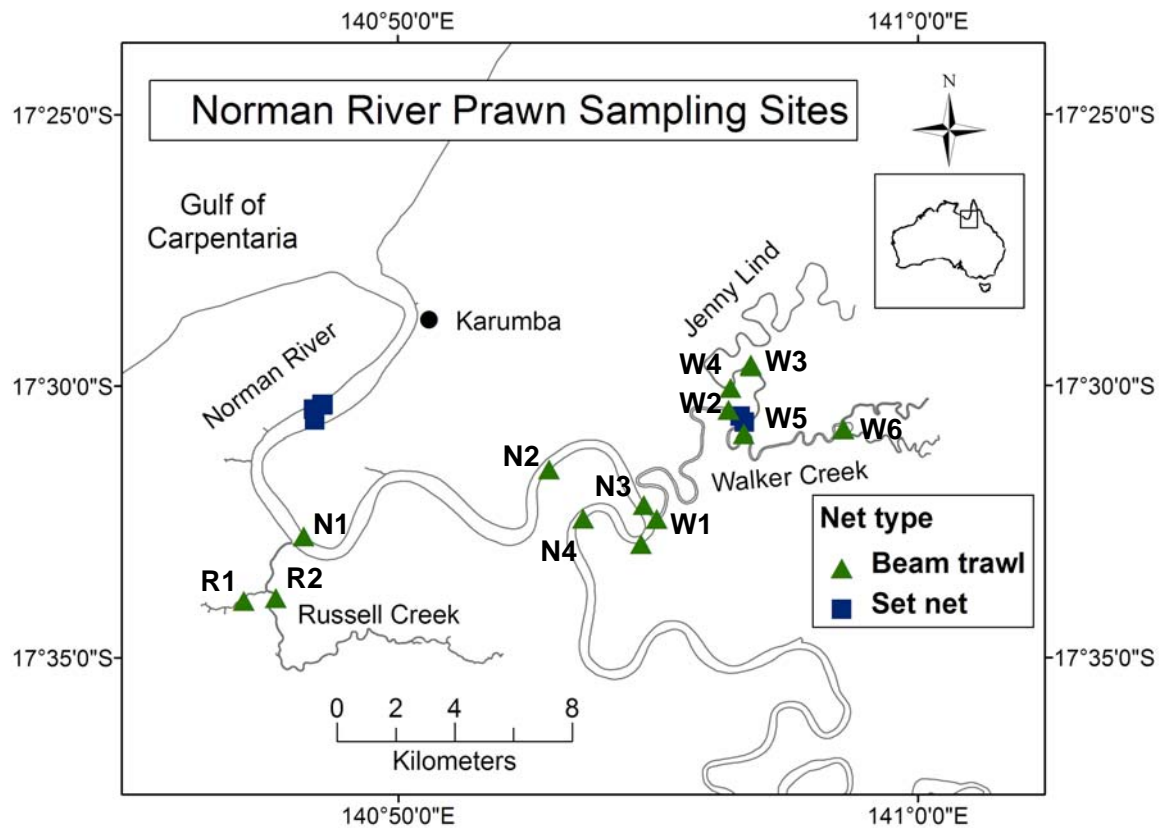 140°50'0"E
141°0'0"E
Norman River Prawn Sampling Sites
N
17°25'0"S
17°25'0"S
Gulf of
Carpentaria
Jenny Lind
Karumba
Norman River
W4
W3
17°30'0"S
17°30'0"S
W2
W5
W6
N2
Walker Creek
N3
N1
W1
N4
Net type
Beam trawl
Set net
R1
R2
Russell Creek
17°35'0"S
17°35'0"S
0 2 4 8
Kilometers
140°50'0"E
141°0'0"E